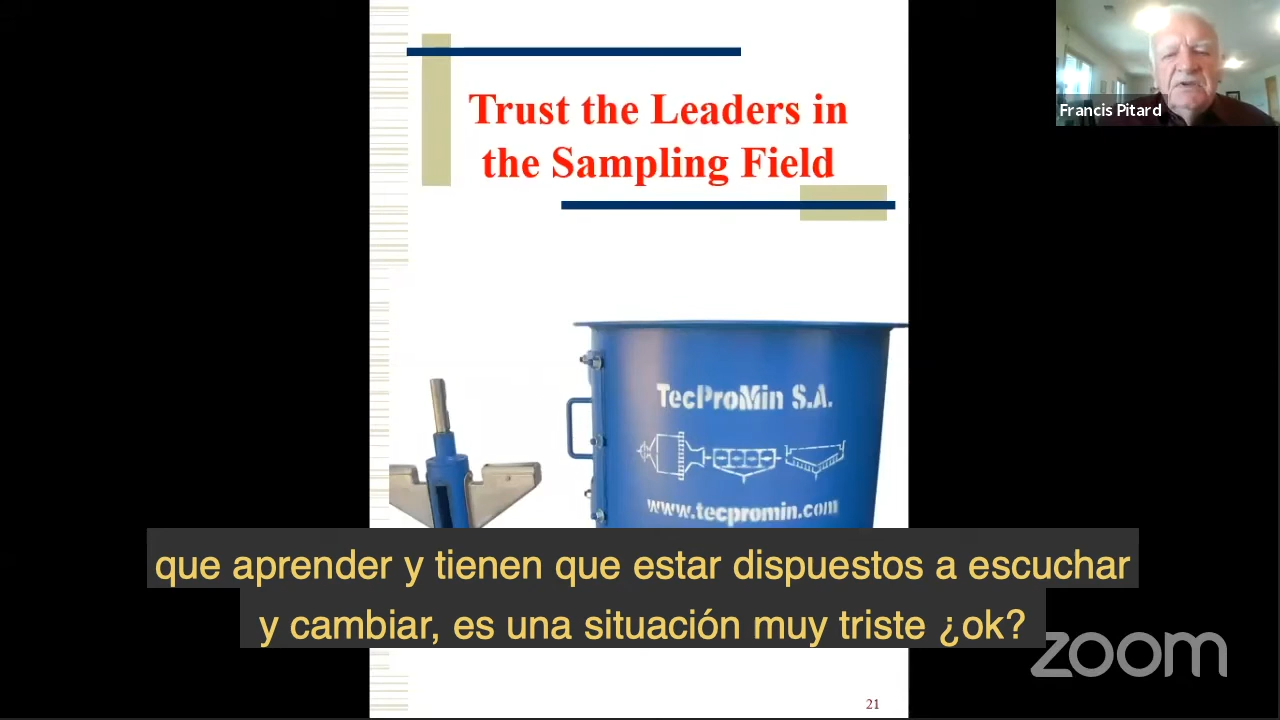 Trust the Leaders in
the Sampling Field
Francis Pitard
TecProMin S.A.
www.tecpromin.com
que aprender y tienen que estar dispuestos a escuchar
y cambiar, es una situación muy triste ¿ok?
zoom
21